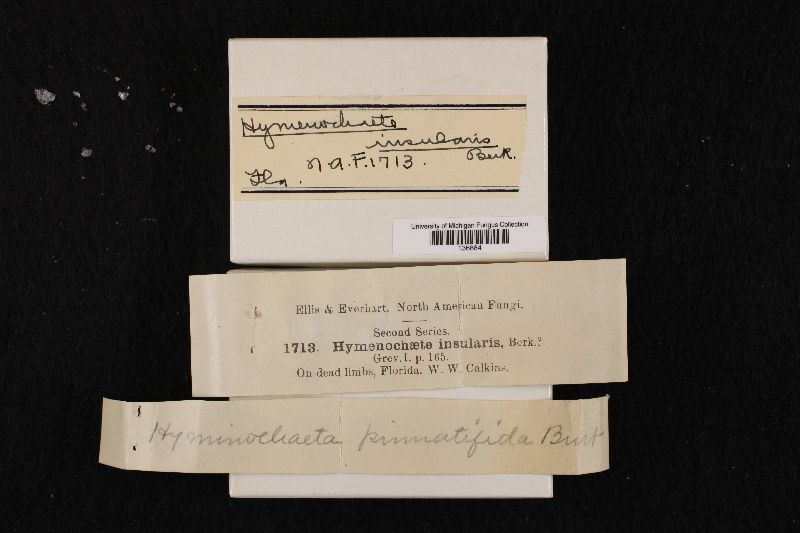 Hymenochaete
insularis
Berk.
n.a.F. 1713.
Fla.
University of Michigan Fungus Collection
136884
Ellis & Everhart, North American Fungi.
Second Series.
1713. Hymenochæte insularis, Berk.?
Grev. I. p. 165.
On dead limbs, Florida. W. W. Calkins.
Hyminochaeta pinnatifida Burt